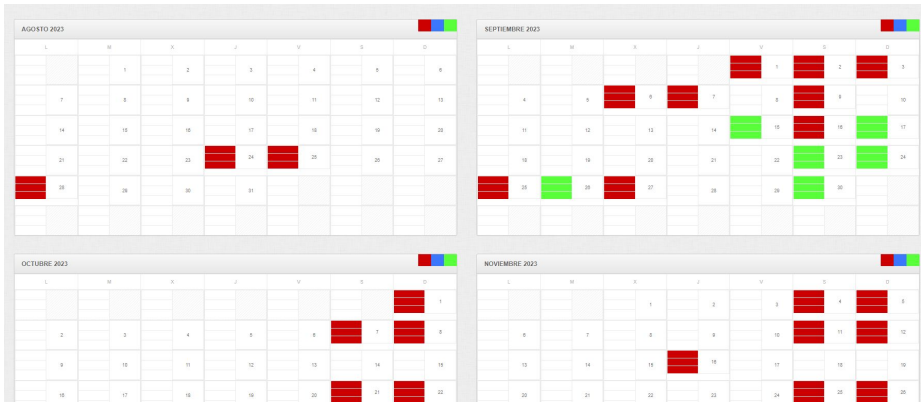 AGOSTO 2023
L M X J V S D
1 2 3 4 5 6
7 8 9 10 11 12 13
14 15 16 17 18 19 20
21 22 23 24 25 26 27
28 29 30 31
SEPTIEMBRE 2023
L M X J V S D
1 2 3
4 5 6 7 8 9 10
11 12 13 14 15 16 17
18 19 20 21 22 23 24
25 26 27 28 29 30
OCTUBRE 2023
L M X J V S D
1
2 3 4 5 6 7 8
9 10 11 12 13 14 15
16 17 18 19 20 21 22
NOVIEMBRE 2023
L M X J V S D
1 2 3 4 5
6 7 8 9 10 11 12
13 14 15 16 17 18 19
20 21 22 23 24 25 26